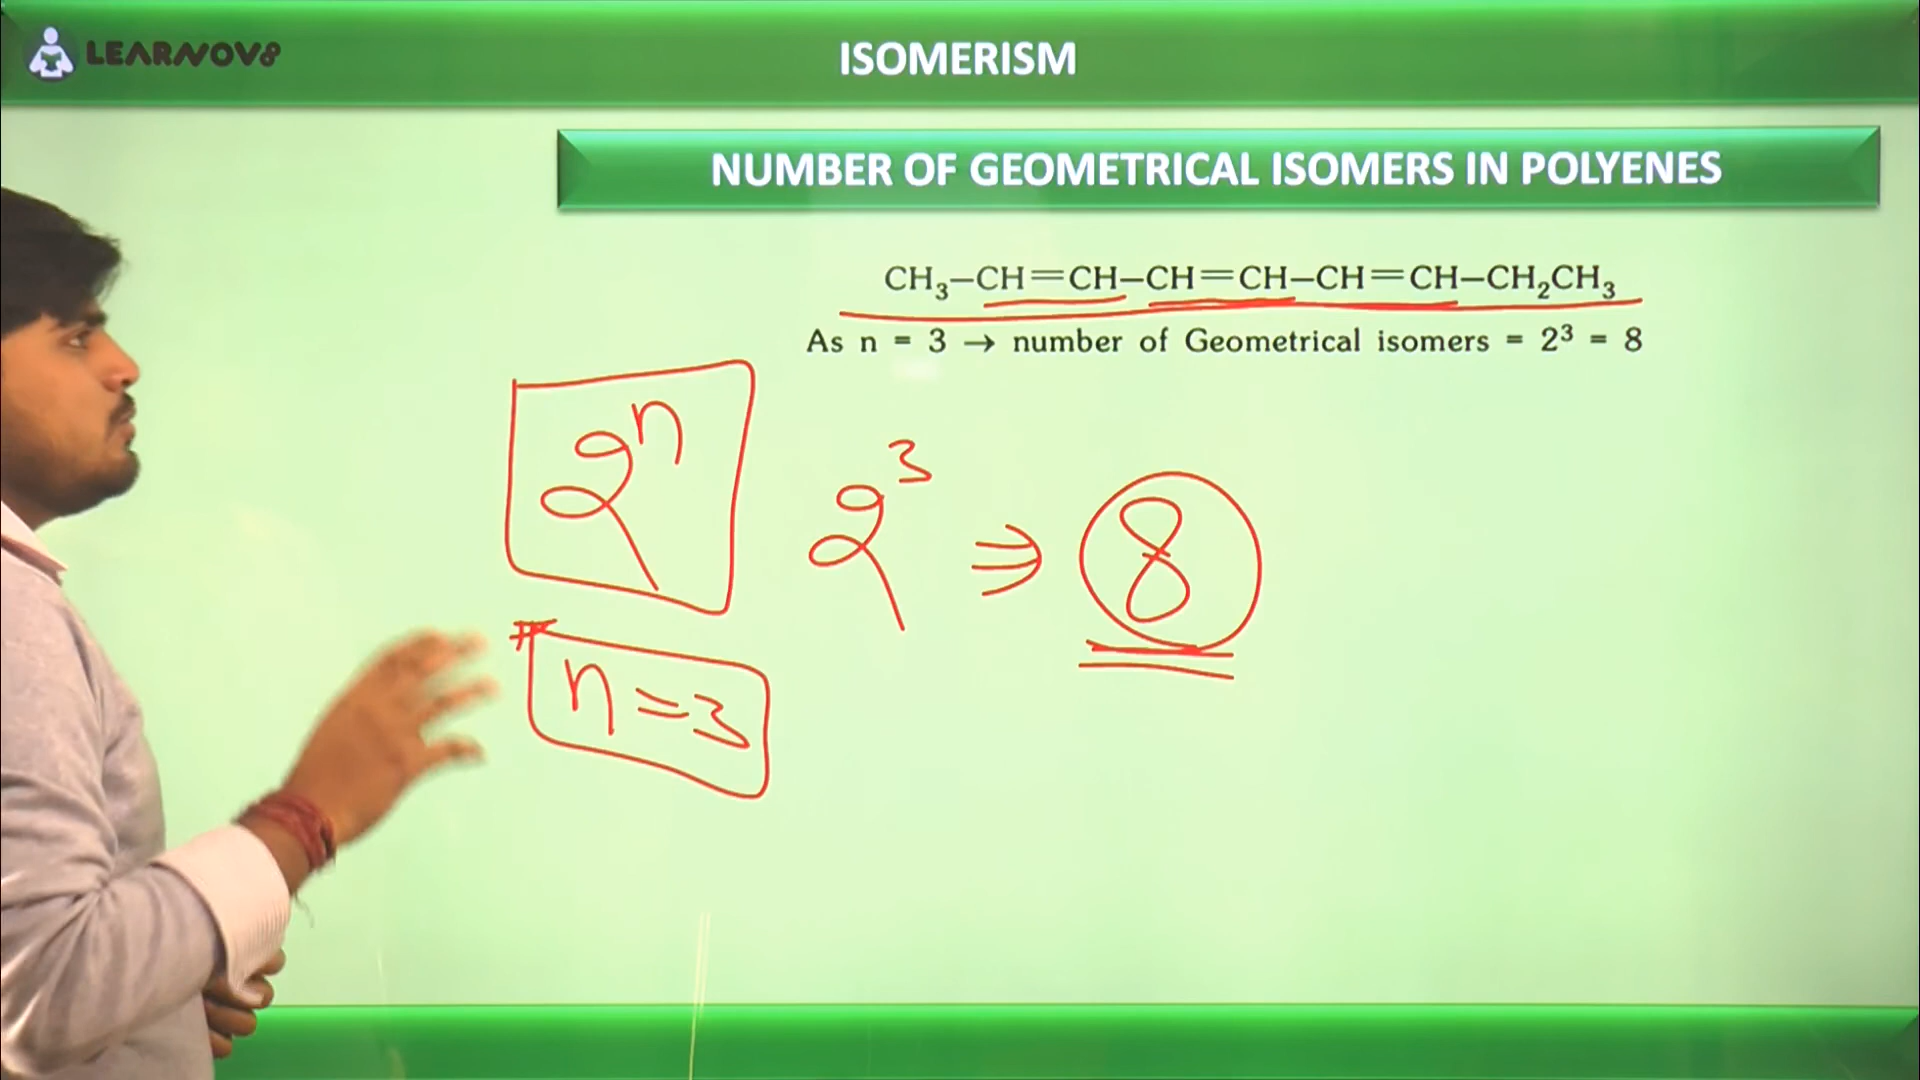 LEARNOV8
ISOMERISM
NUMBER OF GEOMETRICAL ISOMERS IN POLYENES
CH₃–CH=CH–CH=CH–CH=CH–CH₂CH₃
As n = 3 → number of Geometrical isomers = 2³ = 8
2ⁿ
2³ ⇒ 8
n=3